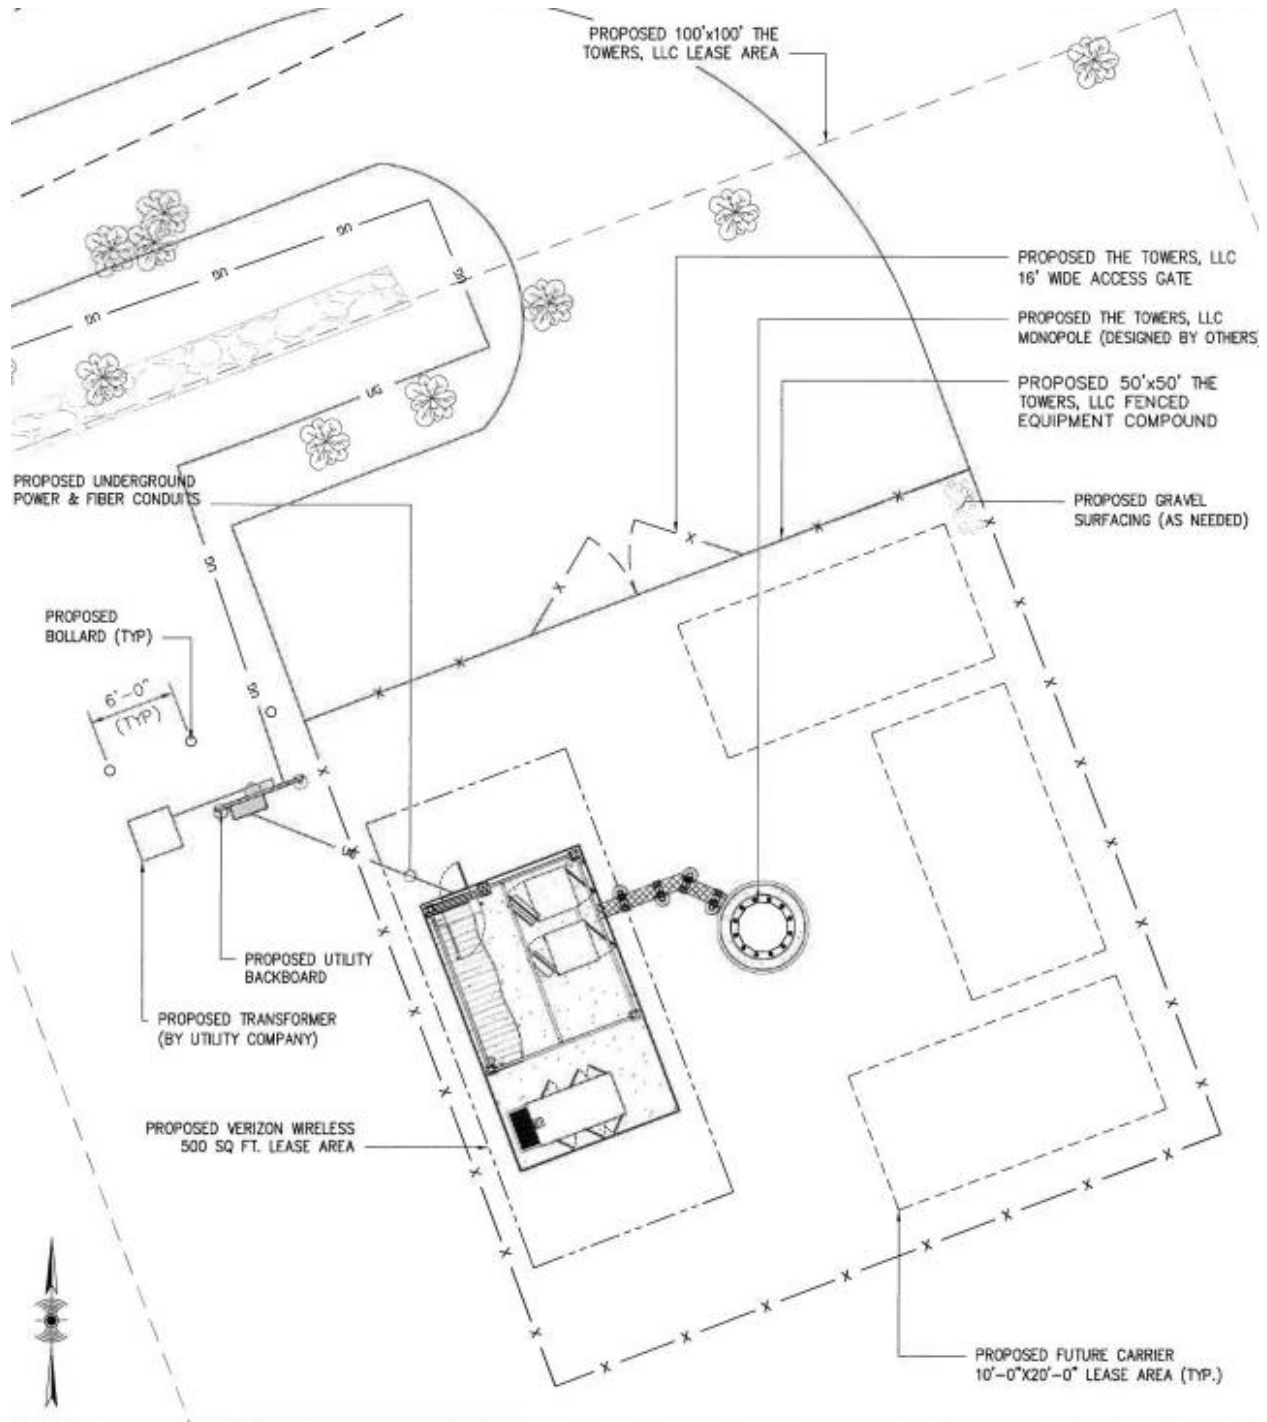 PROPOSED 100'x100' THE
TOWERS, LLC LEASE AREA
UG
UG
UG
UG
UG
PROPOSED THE TOWERS, LLC
16' WIDE ACCESS GATE
PROPOSED THE TOWERS, LLC
MONOPOLE (DESIGNED BY OTHERS)
PROPOSED 50'x50' THE
TOWERS, LLC FENCED
EQUIPMENT COMPOUND
PROPOSED UNDERGROUND
POWER & FIBER CONDUITS
PROPOSED GRAVEL
SURFACING (AS NEEDED)
UG
PROPOSED
BOLLARD (TYP)
6'-0"
(TYP)
UG
PROPOSED UTILITY
BACKBOARD
PROPOSED TRANSFORMER
(BY UTILITY COMPANY)
PROPOSED VERIZON WIRELESS
500 SQ FT. LEASE AREA
PROPOSED FUTURE CARRIER
10'-0"X20'-0" LEASE AREA (TYP.)